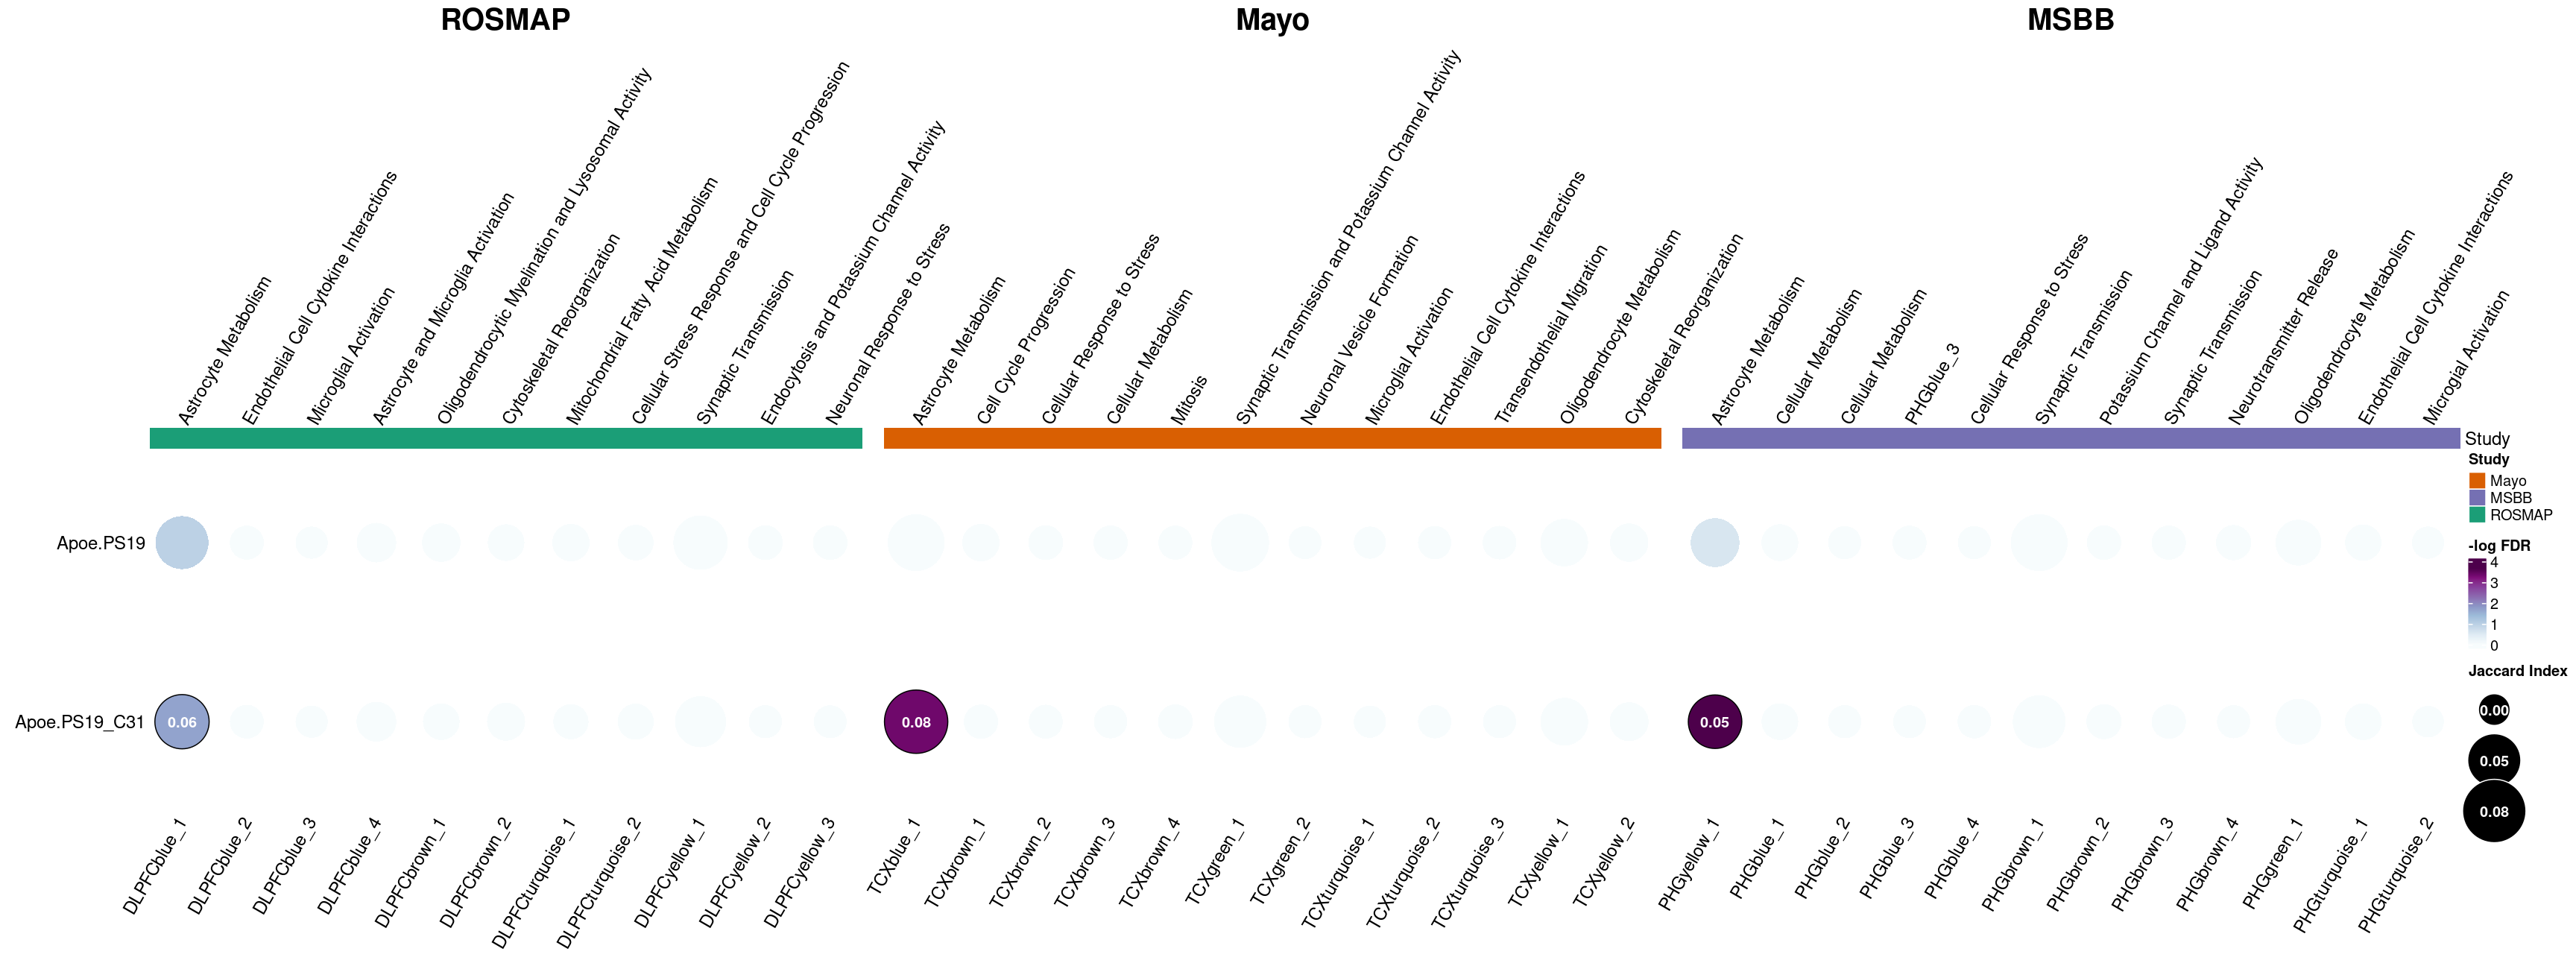 ROSMAP
Mayo
MSBB
Astrocyte Metabolism
Endothelial Cell Cytokine Interactions
Microglial Activation
Astrocyte and Microglia Activation
Oligodendrocytic Myelination and Lysosomal Activity
Cytoskeletal Reorganization
Mitochondrial Fatty Acid Metabolism
Cellular Stress Response and Cell Cycle Progression
Synaptic Transmission
Endocytosis and Potassium Channel Activity
Neuronal Response to Stress
Astrocyte Metabolism
Cell Cycle Progression
Cellular Response to Stress
Cellular Metabolism
Mitosis
Synaptic Transmission and Potassium Channel Activity
Neuronal Vesicle Formation
Microglial Activation
Endothelial Cell Cytokine Interactions
Transendothelial Migration
Oligodendrocyte Metabolism
Cytoskeletal Reorganization
Astrocyte Metabolism
Cellular Metabolism
Cellular Metabolism
PHGblue_3
Cellular Response to Stress
Synaptic Transmission
Potassium Channel and Ligand Activity
Synaptic Transmission
Neurotransmitter Release
Oligodendrocyte Metabolism
Endothelial Cell Cytokine Interactions
Microglial Activation
Study
Study
Mayo
MSBB
ROSMAP
-log FDR
4
3
2
1
0
Jaccard Index
0.00
0.05
0.08
Apoe.PS19
Apoe.PS19_C31
0.06
0.08
0.05
DLPFCblue_1
DLPFCblue_2
DLPFCblue_3
DLPFCblue_4
DLPFCbrown_1
DLPFCbrown_2
DLPFCturquoise_1
DLPFCturquoise_2
DLPFCyellow_1
DLPFCyellow_2
DLPFCyellow_3
TCXblue_1
TCXbrown_1
TCXbrown_2
TCXbrown_3
TCXbrown_4
TCXgreen_1
TCXgreen_2
TCXturquoise_1
TCXturquoise_2
TCXturquoise_3
TCXyellow_1
TCXyellow_2
PHGyellow_1
PHGblue_1
PHGblue_2
PHGblue_3
PHGblue_4
PHGbrown_1
PHGbrown_2
PHGbrown_3
PHGbrown_4
PHGgreen_1
PHGturquoise_1
PHGturquoise_2